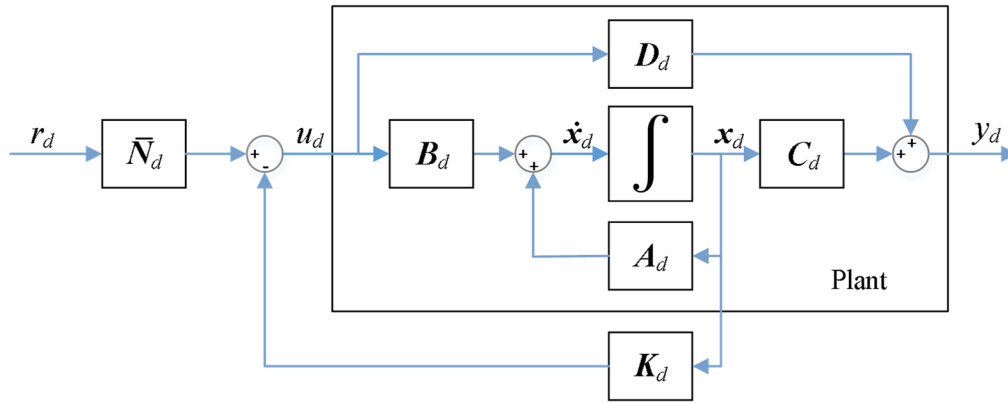 D_d
r_d
N̄_d
+
-
u_d
B_d
+
+
ẋ_d
∫
x_d
C_d
+
+
y_d
A_d
Plant
K_d